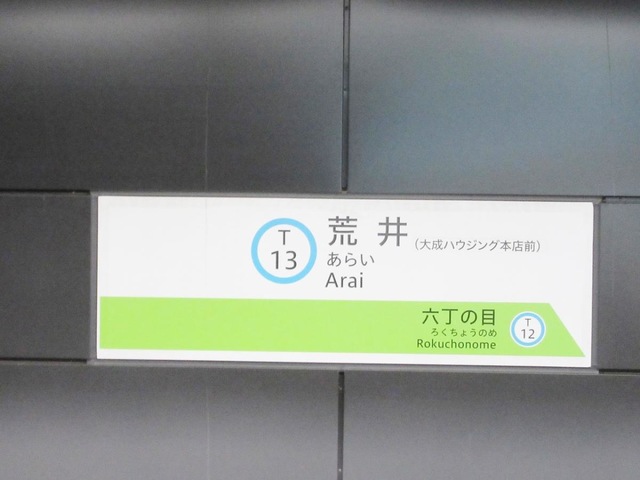 T
13
荒井
(大成ハウジング本店前)
あらい
Arai
六丁の目
ろくちょうのめ
Rokuchonome
T
12